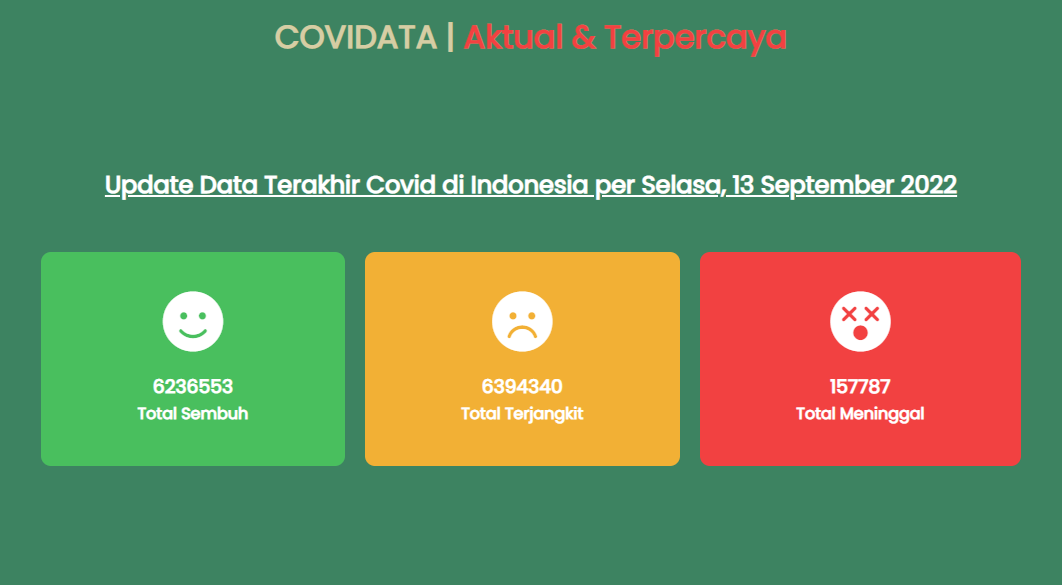 COVIDATA | Aktual & Terpercaya
Update Data Terakhir Covid di Indonesia per Selasa, 13 September 2022
6236553
Total Sembuh
6394340
Total Terjangkit
157787
Total Meninggal